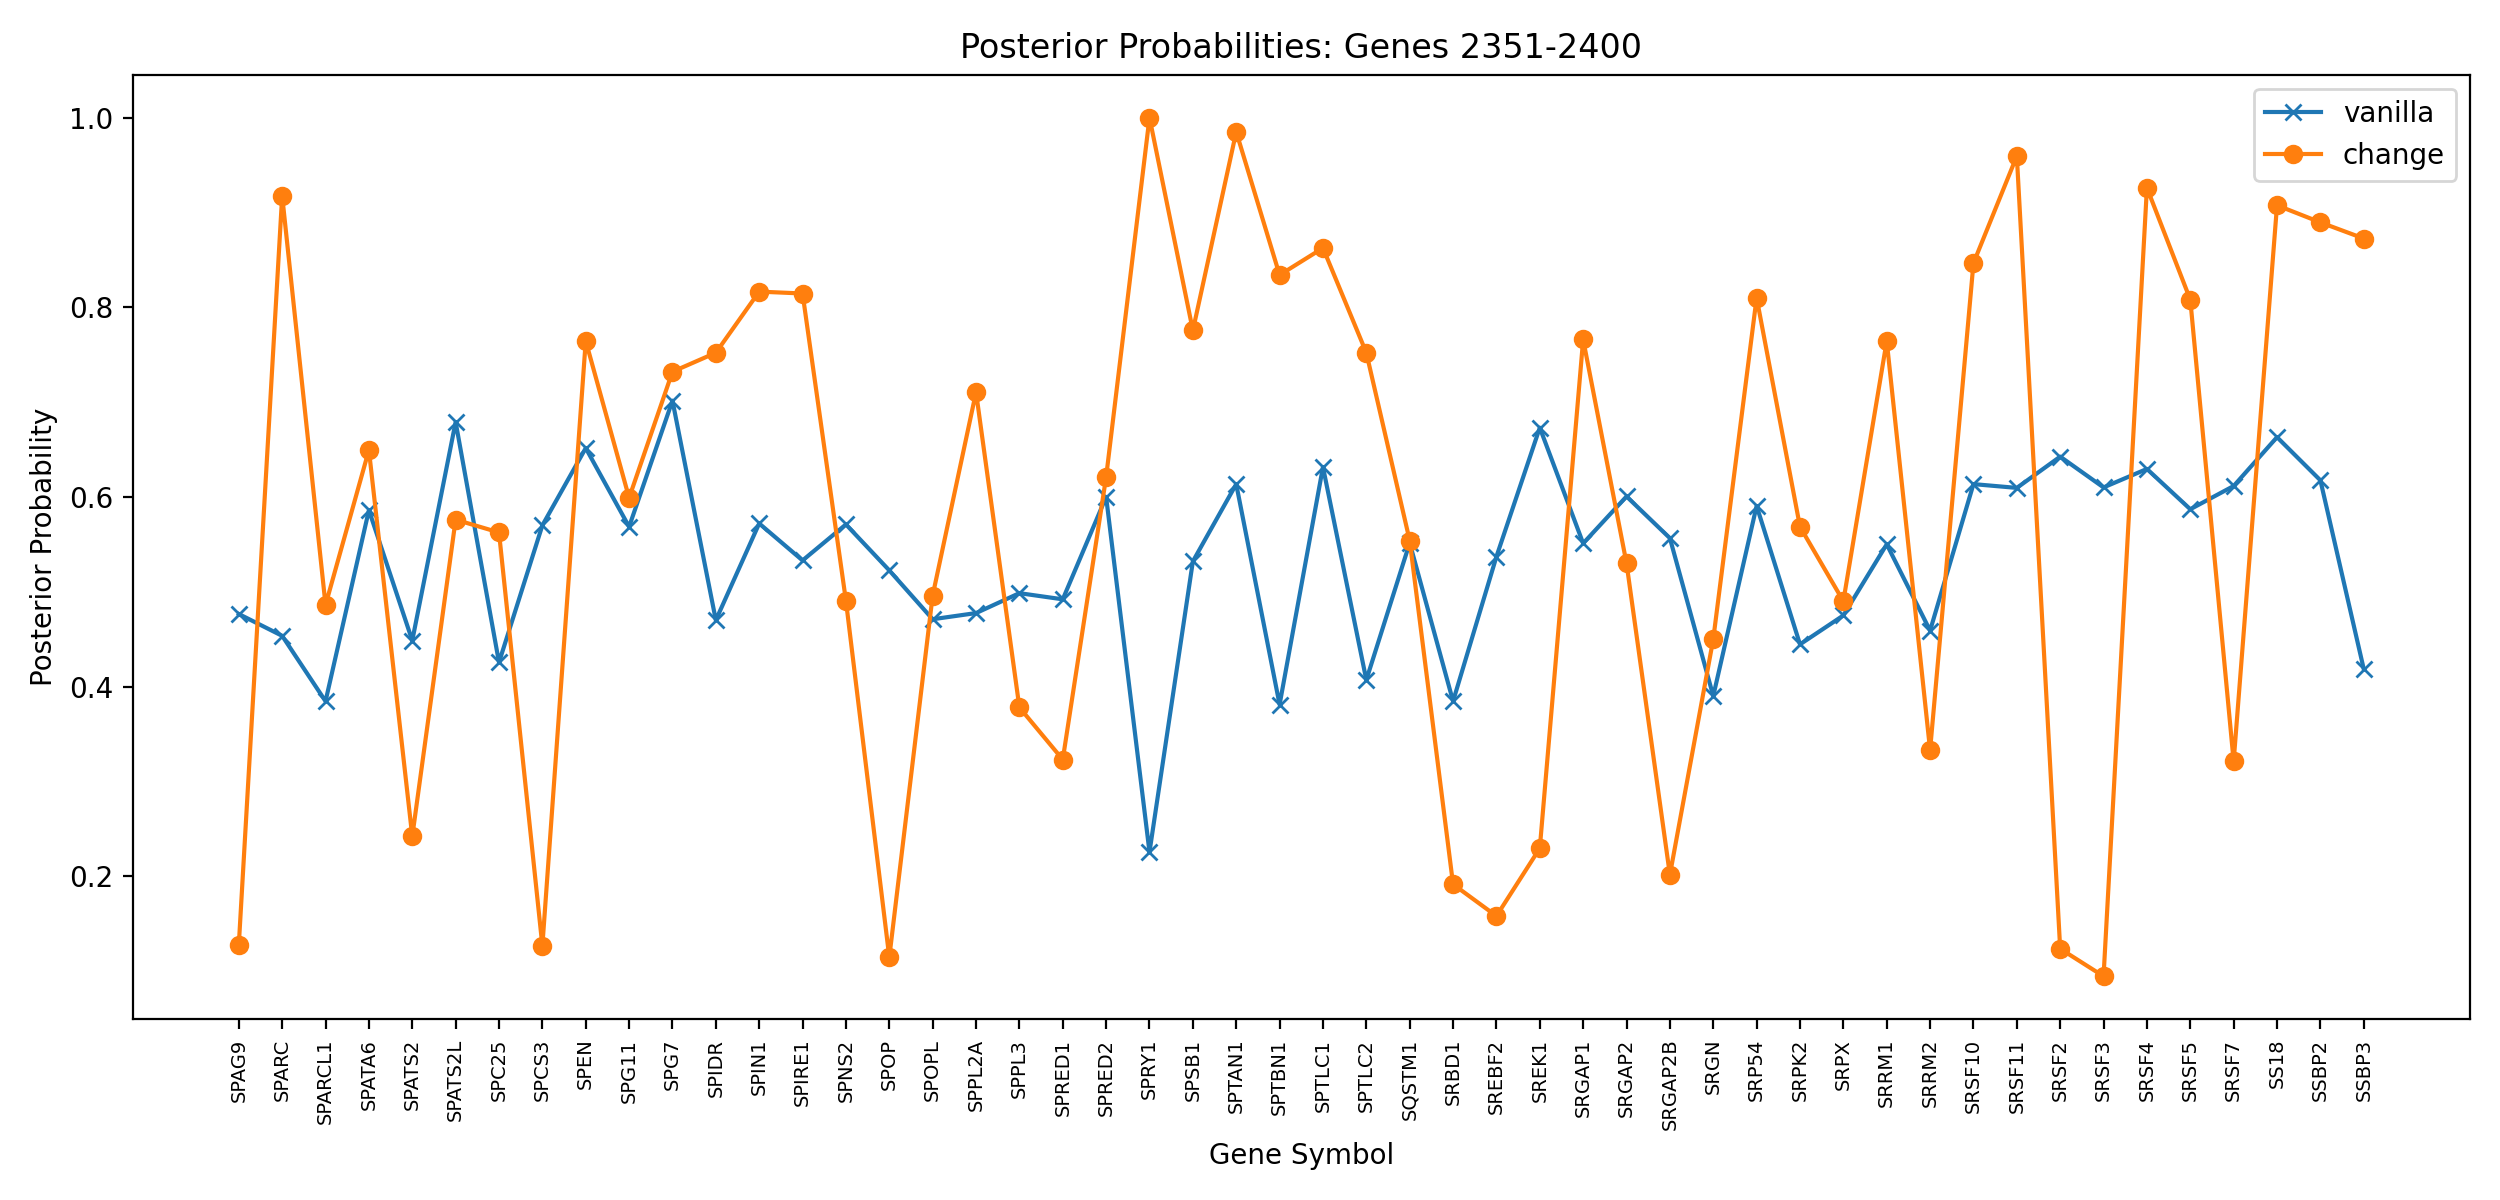 Posterior Probabilities: Genes 2351-2400
vanilla
change
Posterior Probability
1.0
0.8
0.6
0.4
0.2
SPAG9
SPARC
SPARCL1
SPATA6
SPATS2
SPATS2L
SPC25
SPCS3
SPEN
SPG11
SPG7
SPIDR
SPIN1
SPIRE1
SPNS2
SPOP
SPOPL
SPPL2A
SPPL3
SPRED1
SPRED2
SPRY1
SPSB1
SPTAN1
SPTBN1
SPTLC1
SPTLC2
SQSTM1
SRBD1
SREBF2
SREK1
SRGAP1
SRGAP2
SRGAP2B
SRGN
SRP54
SRPK2
SRPX
SRRM1
SRRM2
SRSF10
SRSF11
SRSF2
SRSF3
SRSF4
SRSF5
SRSF7
SS18
SSBP2
SSBP3
Gene Symbol